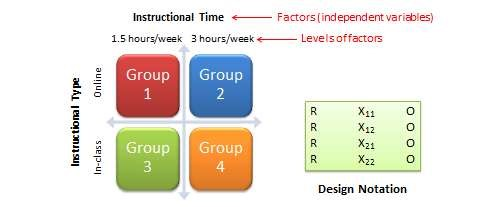 Instructional Time
Factors (independent variables)
1.5 hours/week
3 hours/week
Levels of factors
Instructional Type
Online
Group
1
Group
2
In-class
Group
3
Group
4
R X11 O
R X12 O
R X21 O
R X22 O
Design Notation